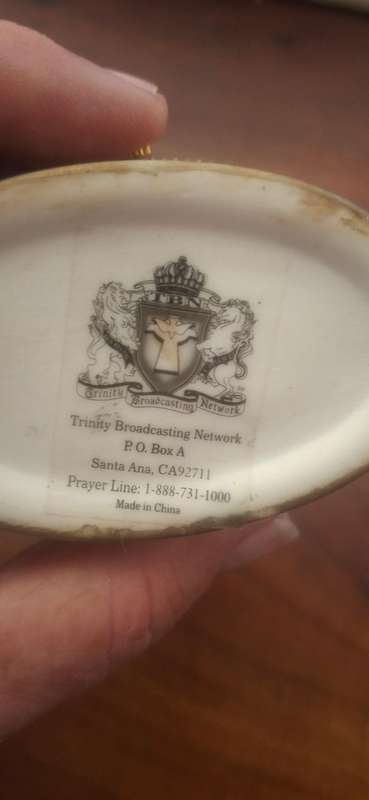 TBN
Trinity Broadcasting Network
Trinity Broadcasting Network
P. O. Box A
Santa Ana, CA92711
Prayer Line: 1-888-731-1000
Made in China